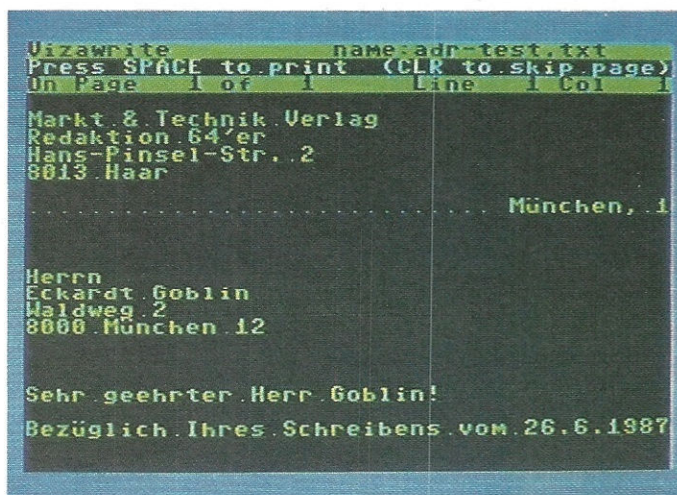 Vizawrite name:adr-test.txt
Press SPACE to.print (CLR to.skip.page)
On Page 1 of 1 Line 1 Col 1
Markt.&.Technik.Verlag
Redaktion.64'er
Hans-Pinsel-Str..2
8013.Haar
................................... München,.1
Herrn
Eckardt.Goblin
Waldweg.2
8000.München.12
Sehr.geehrter.Herr.Goblin!
Bezüglich.Ihres.Schreibens.vom.26.6.1987